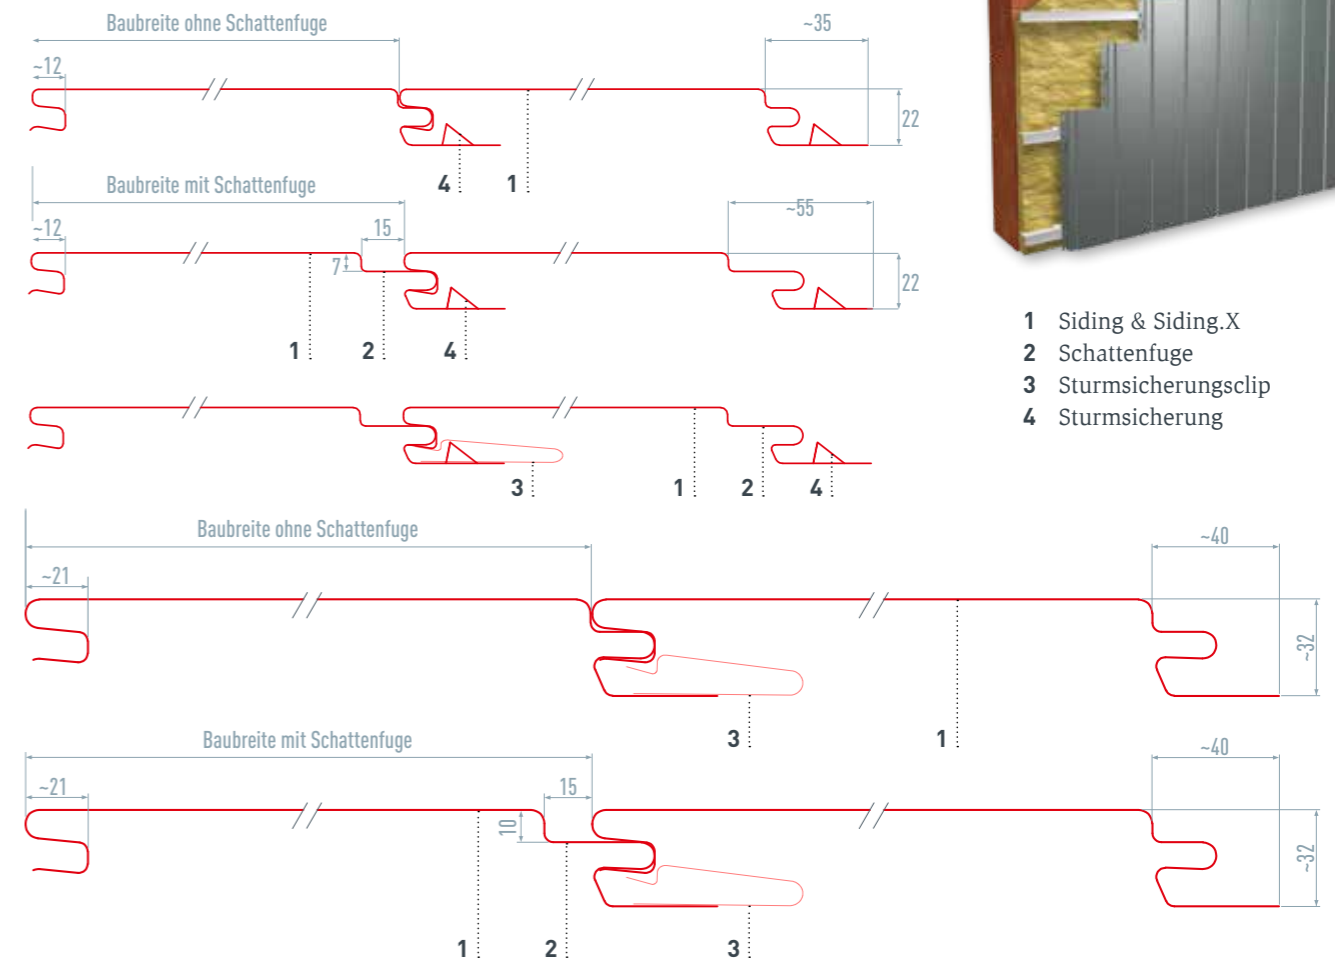 Baubreite ohne Schattenfuge
~35
~12
22
4 1
Baubreite mit Schattenfuge
~55
~12
15
7
22
1 2 4
1 Siding & Siding.X
2 Schattenfuge
3 Sturmsicherungsclip
4 Sturmsicherung
3 1 2 4
Baubreite ohne Schattenfuge
~40
~21
~32
3 1
Baubreite mit Schattenfuge
~40
~21
15
10
~32
1 2 3